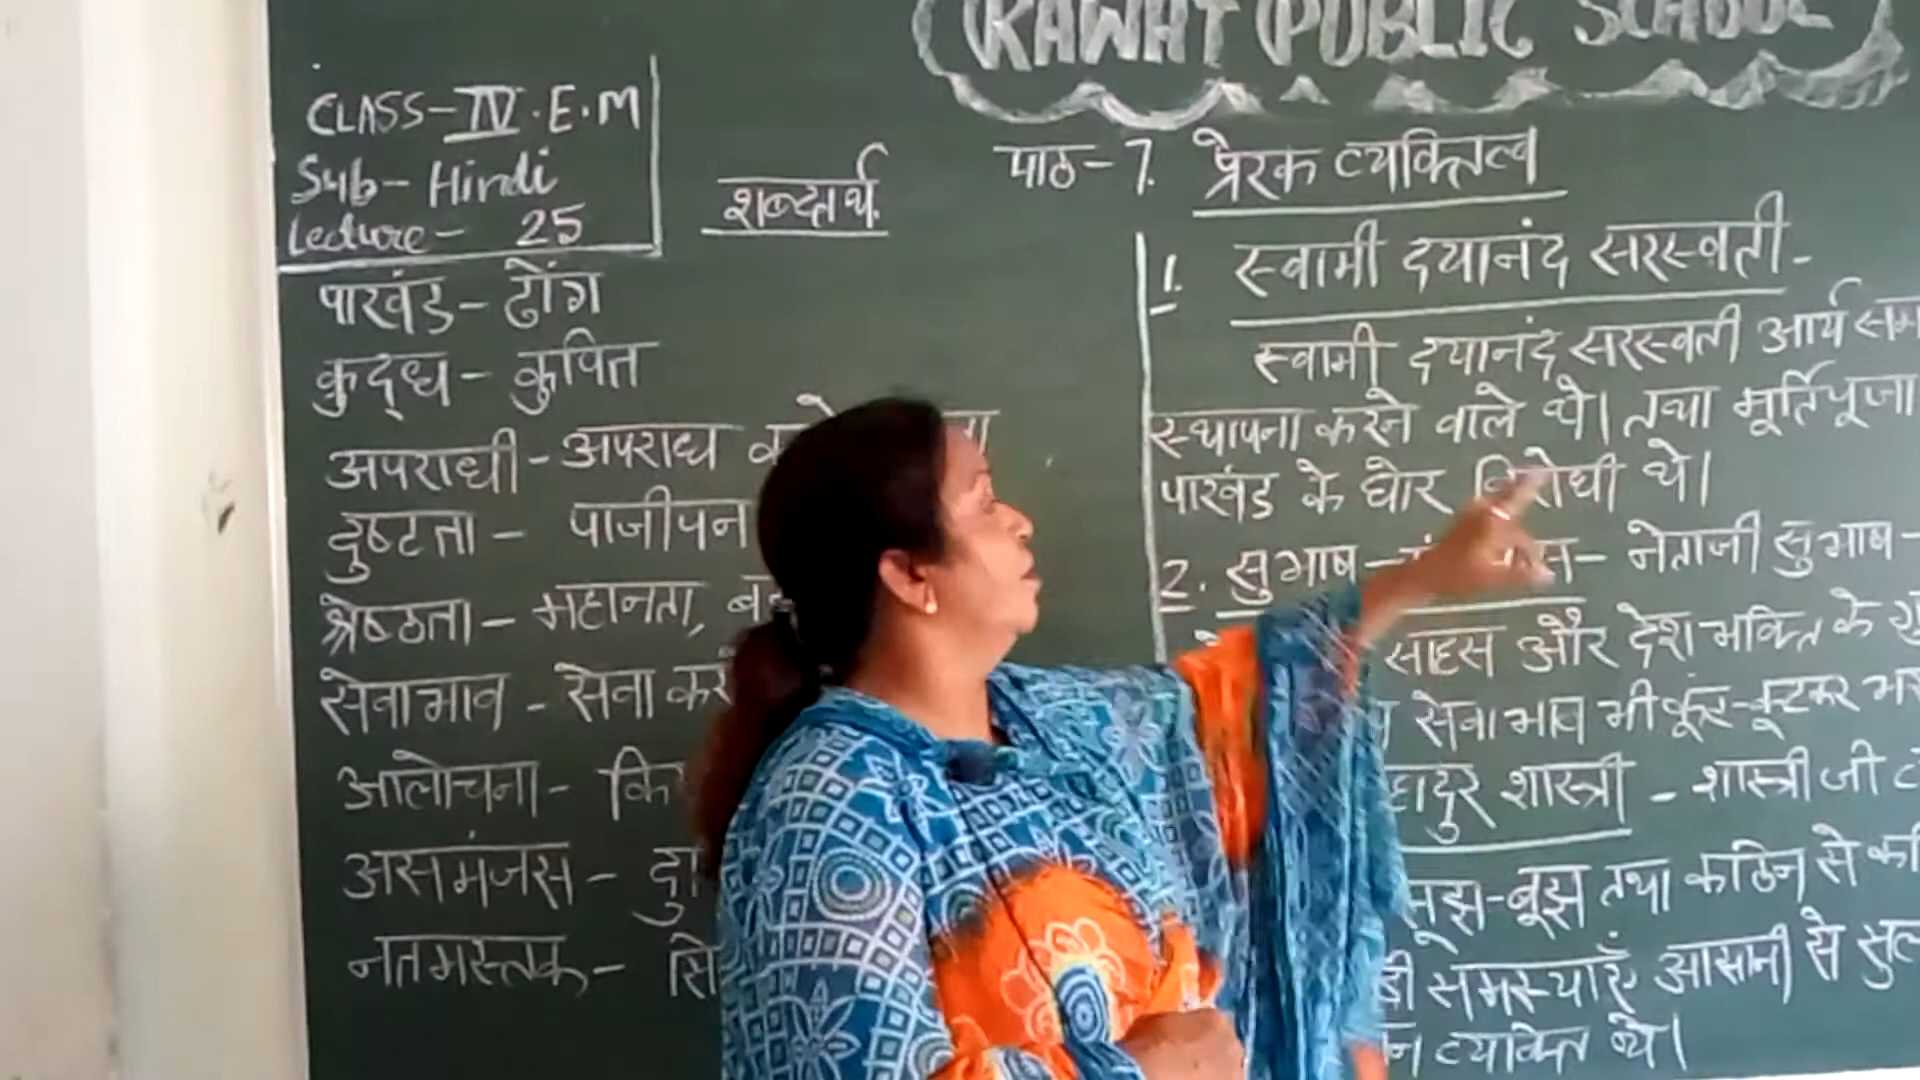 RAWAT PUBLIC SCHOOL
CLASS-IV.E.M
Sub-Hindi
Lecture- 25
शब्दार्थ
पाखंड-ढोंग
क्रुद्ध-कुपित
अपराधी-अपराध
दुष्टता- पाजीपन
श्रेष्ठता-महानता,
सेवाभाव-सेवा
आलोचना-
असमंजस-
नतमस्तक-
पाठ-7. प्रेरक व्यक्तित्व
1. स्वामी दयानंद सरस्वती-
स्वामी दयानंद सरस्वती आर्य
स्थापना करने वाले थे। तथा मूर्तिपूजा
पाखंड के घोर विरोधी थे।
2. सुभाष- नेताजी सुभाष-
साहस और देशभक्ति के
सेवाभाव भी कूट-कूटकर
शास्त्री - शास्त्रीजी
सूझ-बूझ तथा कठिन से
समस्याएँ आसानी से
व्यक्ति थे।